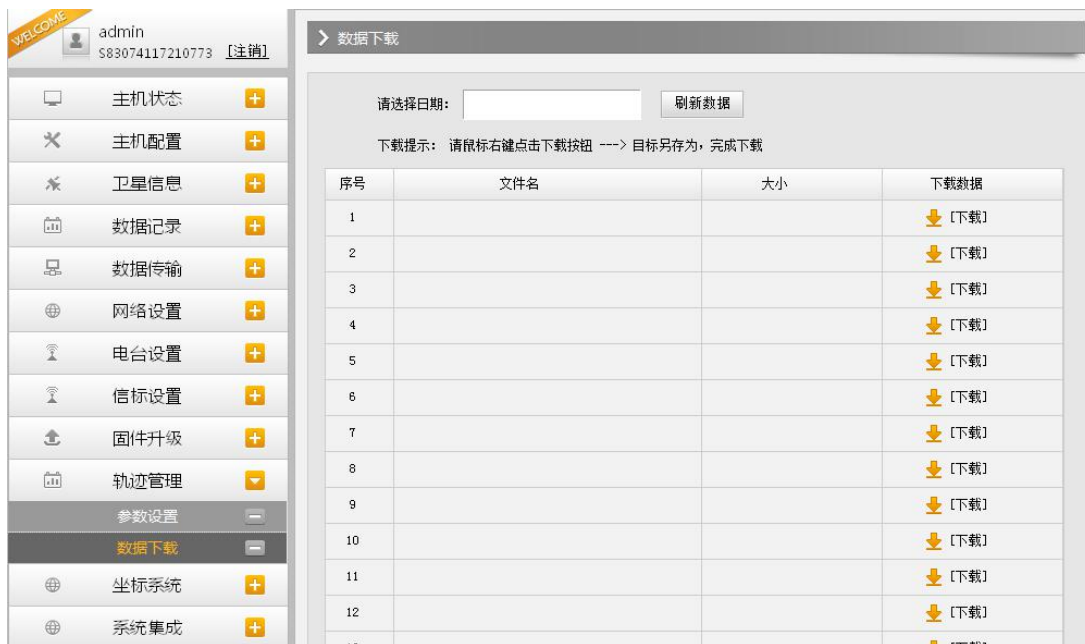 WELCOME
admin
S83074117210773 [注销]
主机状态
主机配置
卫星信息
数据记录
数据传输
网络设置
电台设置
信标设置
固件升级
轨迹管理
参数设置
数据下载
坐标系统
系统集成
数据下载
请选择日期: 刷新数据
下载提示: 请鼠标右键点击下载按钮 ---> 目标另存为,完成下载
序号 文件名 大小 下载数据
1 [下载]
2 [下载]
3 [下载]
4 [下载]
5 [下载]
6 [下载]
7 [下载]
8 [下载]
9 [下载]
10 [下载]
11 [下载]
12 [下载]